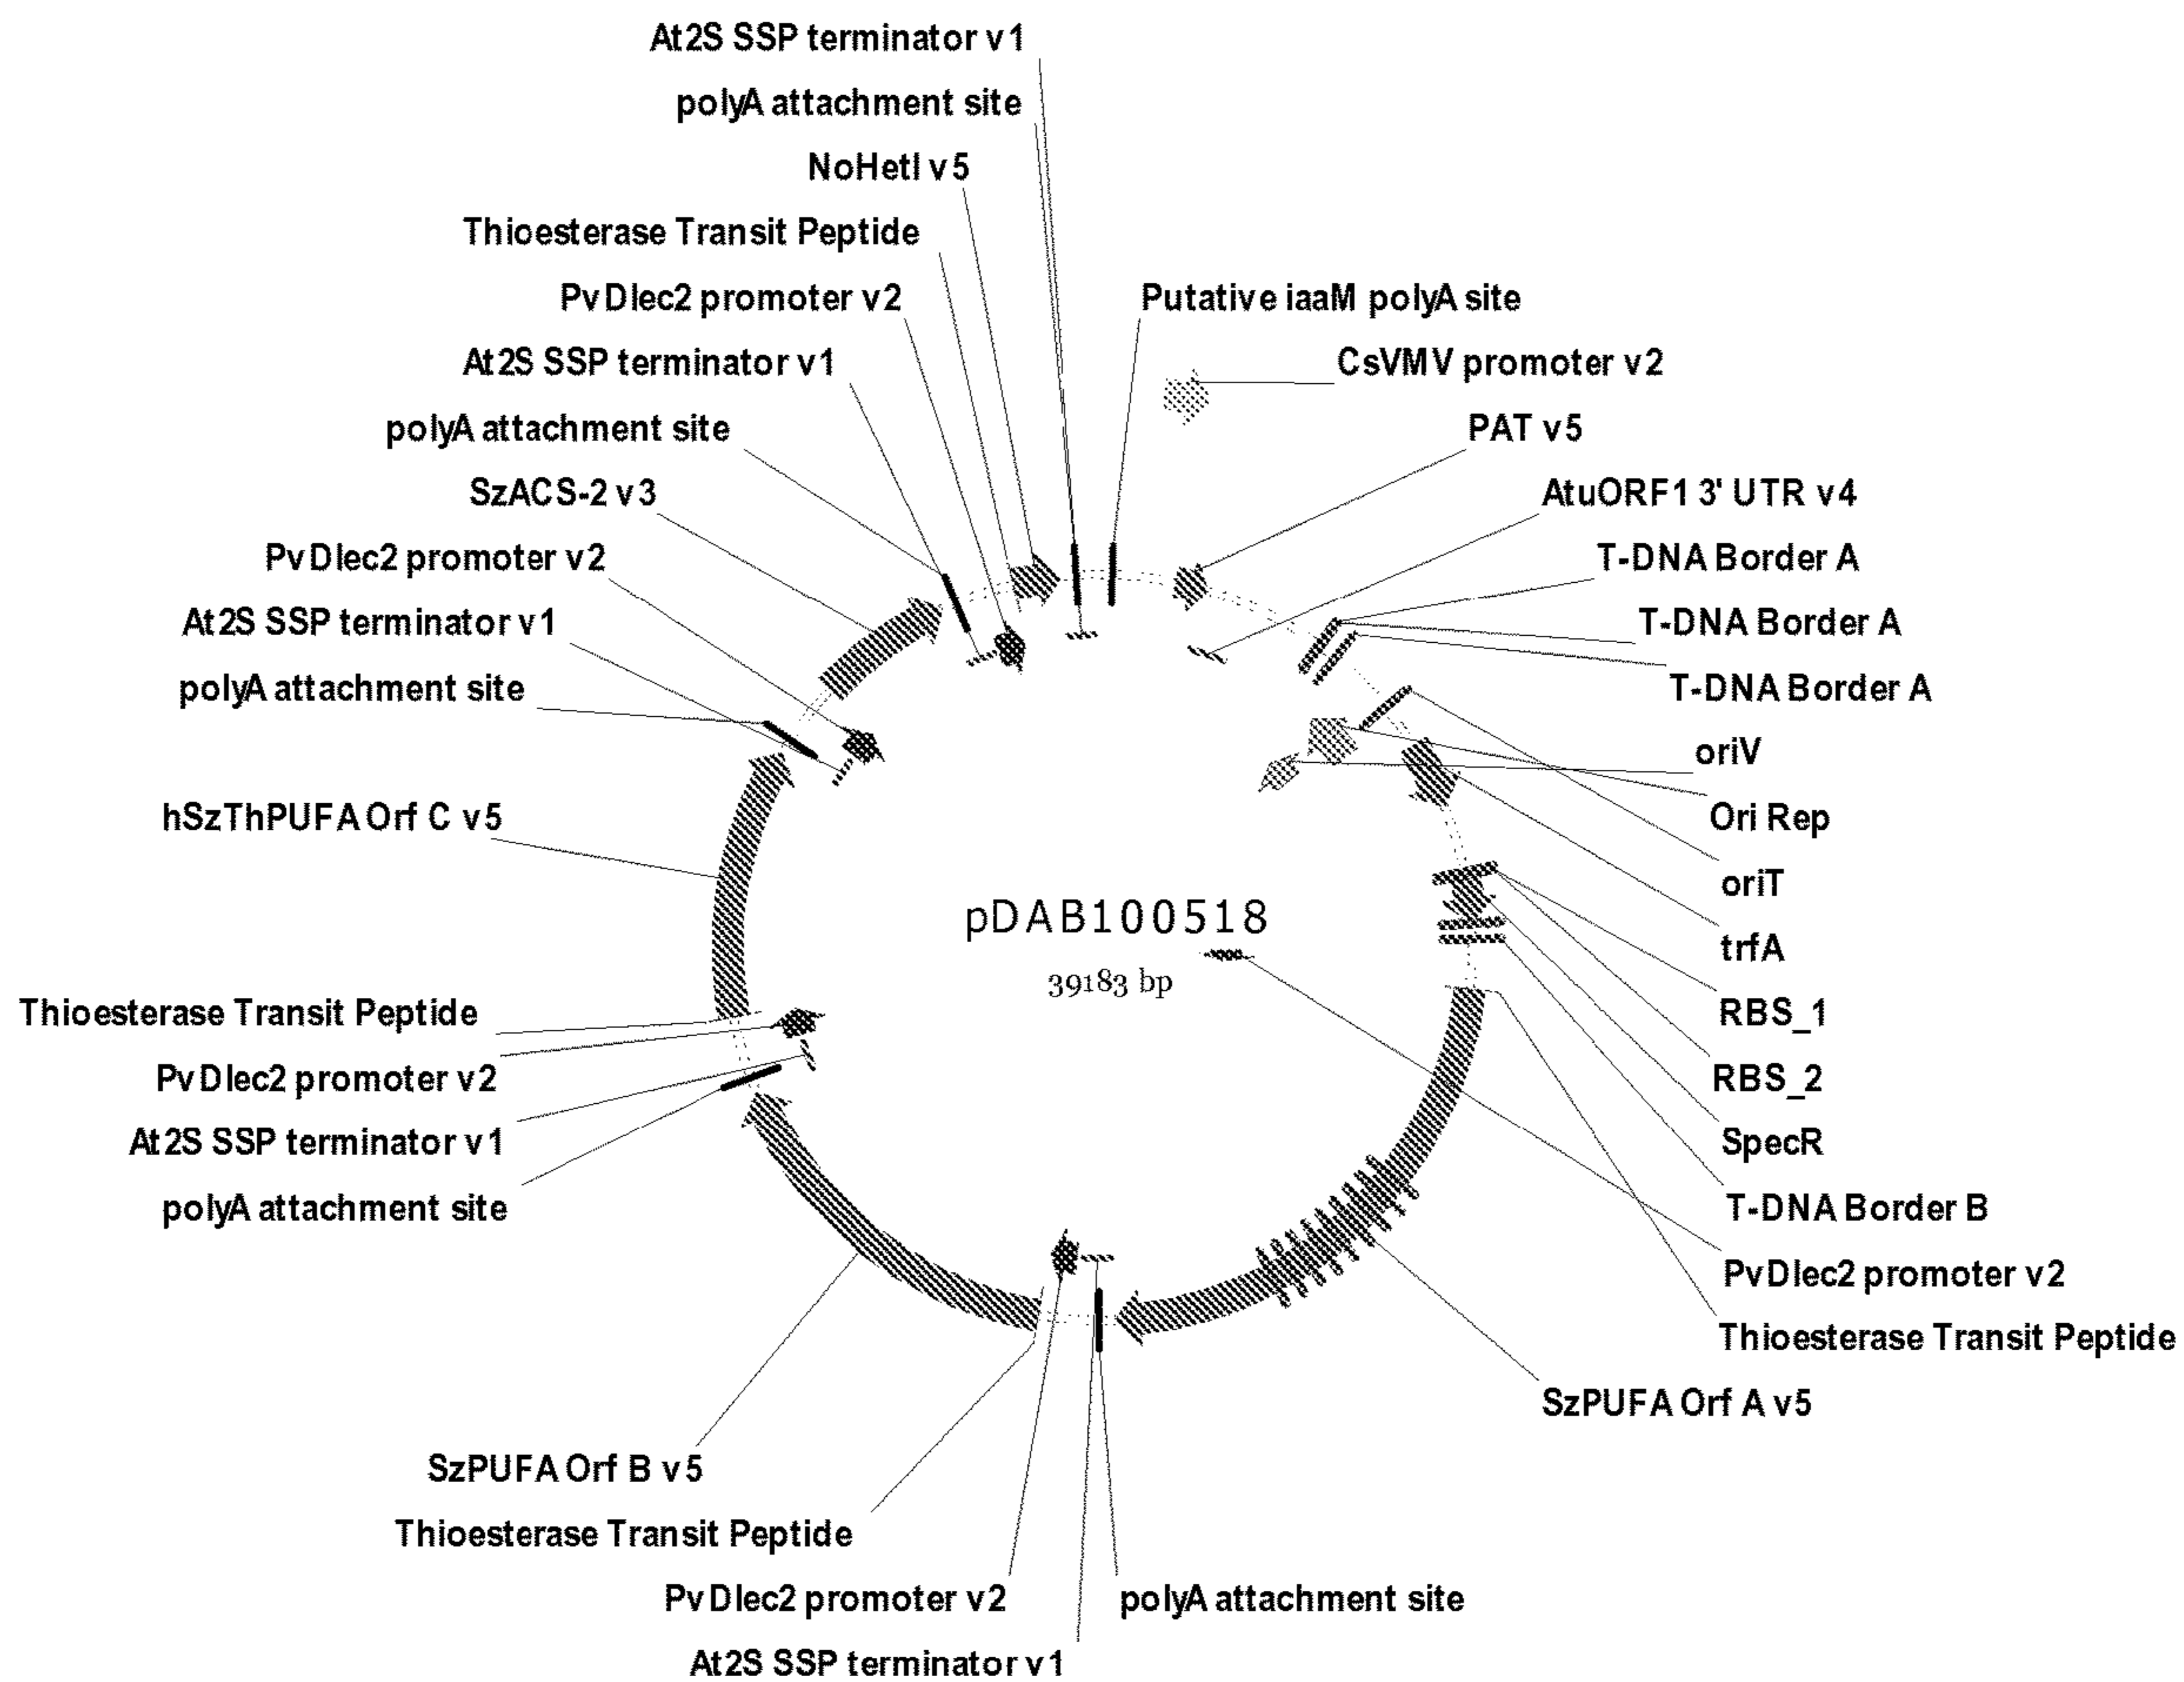 At2S SSP terminator v1
polyA attachment site
NoHetI v5
Thioesterase Transit Peptide
PvDlec2 promoter v2
Putative iaaM polyA site
At2S SSP terminator v1
CsVMV promoter v2
polyA attachment site
PAT v5
SzACS-2 v3
AtuORF1 3' UTR v4
PvDlec2 promoter v2
T-DNA Border A
At2S SSP terminator v1
T-DNA Border A
polyA attachment site
T-DNA Border A
oriV
hSzThPUFA Orf C v5
Ori Rep
oriT
pDAB100518
trfA
39183 bp
Thioesterase Transit Peptide
RBS_1
PvDlec2 promoter v2
RBS_2
At2S SSP terminator v1
SpecR
polyA attachment site
T-DNA Border B
PvDlec2 promoter v2
Thioesterase Transit Peptide
SzPUFA Orf A v5
SzPUFA Orf B v5
Thioesterase Transit Peptide
PvDlec2 promoter v2
polyA attachment site
At2S SSP terminator v1